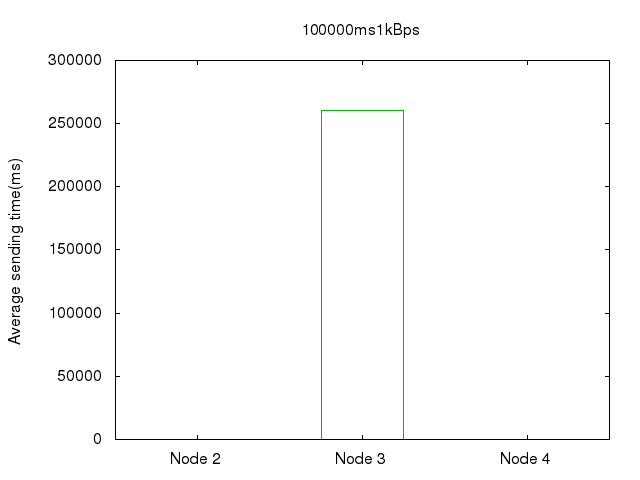 100000ms1kBps
300000
250000
200000
150000
100000
50000
0
Average sending time(ms)
Node 2
Node 3
Node 4